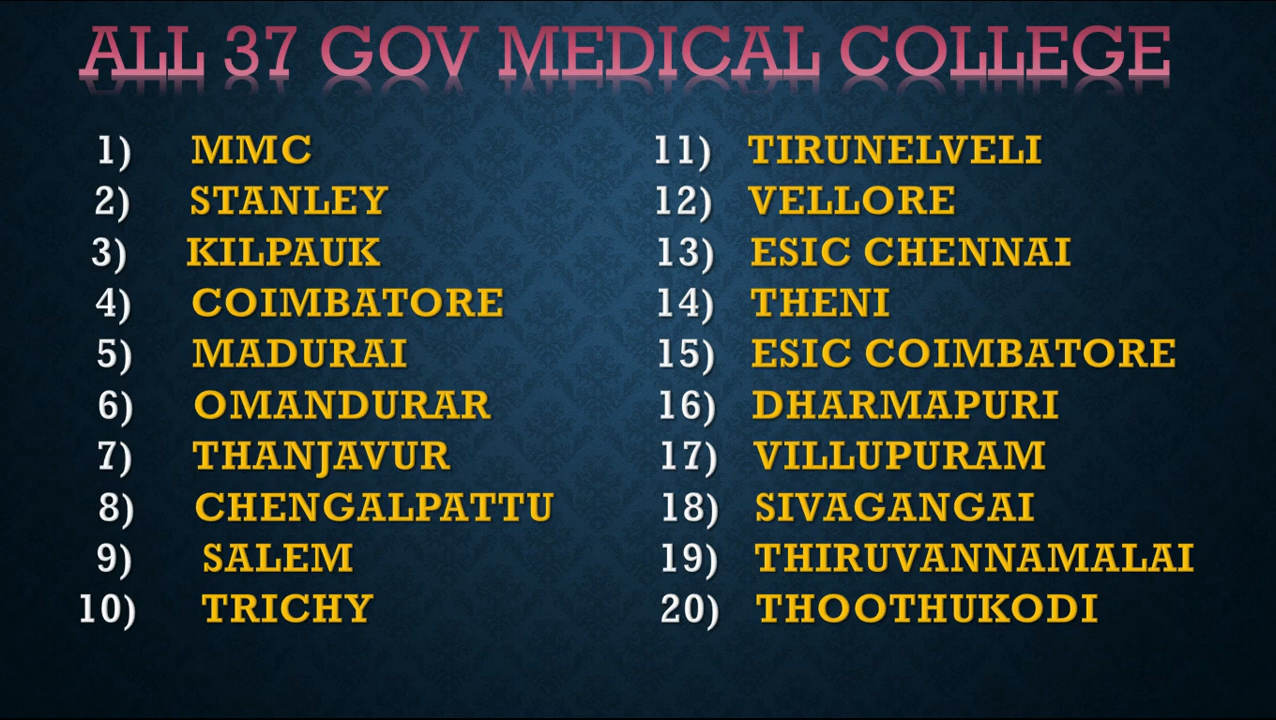 ALL 37 GOV MEDICAL COLLEGE
1) MMC
2) STANLEY
3) KILPAUK
4) COIMBATORE
5) MADURAI
6) OMANDURAR
7) THANJAVUR
8) CHENGALPATTU
9) SALEM
10) TRICHY
11) TIRUNELVELI
12) VELLORE
13) ESIC CHENNAI
14) THENI
15) ESIC COIMBATORE
16) DHARMAPURI
17) VILLUPURAM
18) SIVAGANGAI
19) THIRUVANNAMALAI
20) THOOTHUKODI